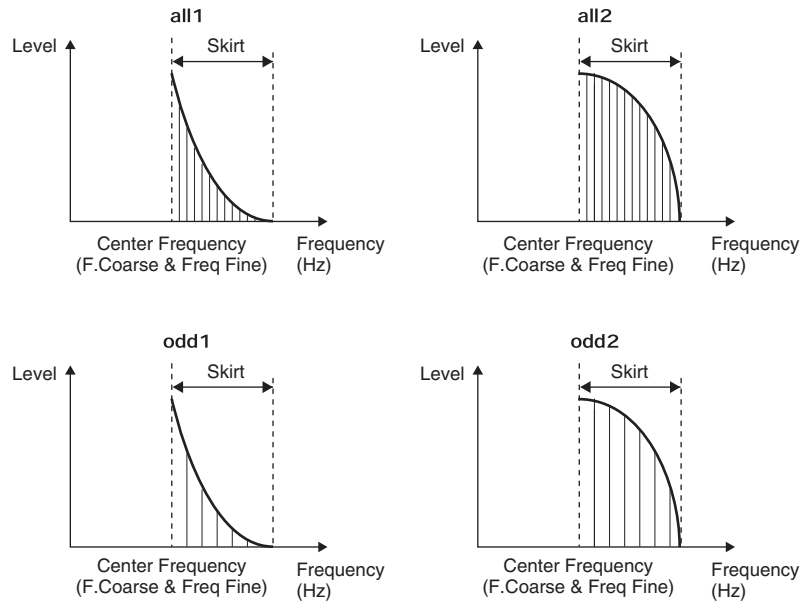 all1
Level
Skirt
Center Frequency
(F.Coarse & Freq Fine)
Frequency
(Hz)
all2
Level
Skirt
Center Frequency
(F.Coarse & Freq Fine)
Frequency
(Hz)
odd1
Level
Skirt
Center Frequency
(F.Coarse & Freq Fine)
Frequency
(Hz)
odd2
Level
Skirt
Center Frequency
(F.Coarse & Freq Fine)
Frequency
(Hz)